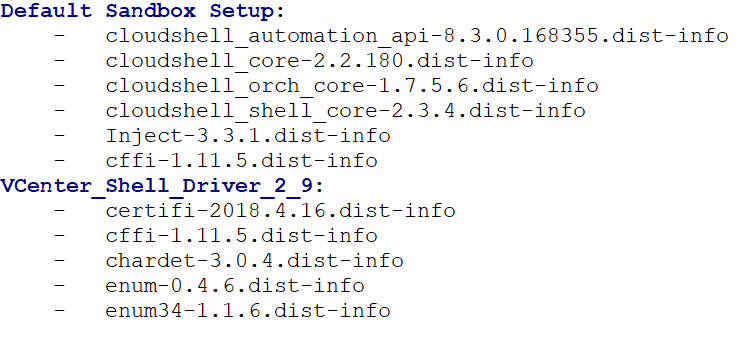 Default Sandbox Setup:
- cloudshell_automation_api-8.3.0.168355.dist-info
- cloudshell_core-2.2.180.dist-info
- cloudshell_orch_core-1.7.5.6.dist-info
- cloudshell_shell_core-2.3.4.dist-info
- Inject-3.3.1.dist-info
- cffi-1.11.5.dist-info
VCenter_Shell_Driver_2_9:
- certifi-2018.4.16.dist-info
- cffi-1.11.5.dist-info
- chardet-3.0.4.dist-info
- enum-0.4.6.dist-info
- enum34-1.1.6.dist-info